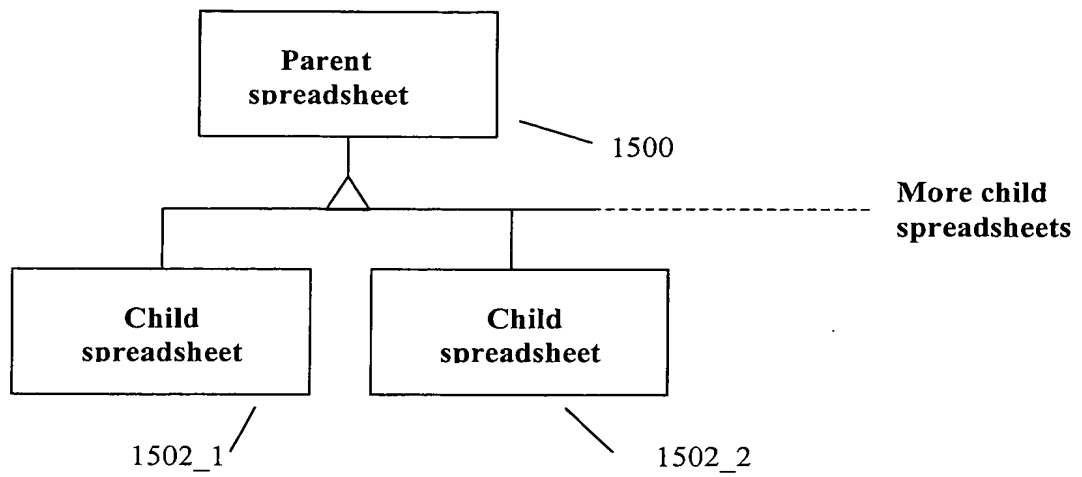 Parent
spreadsheet
1500
More child
spreadsheets
Child
spreadsheet
Child
spreadsheet
1502_1
1502_2